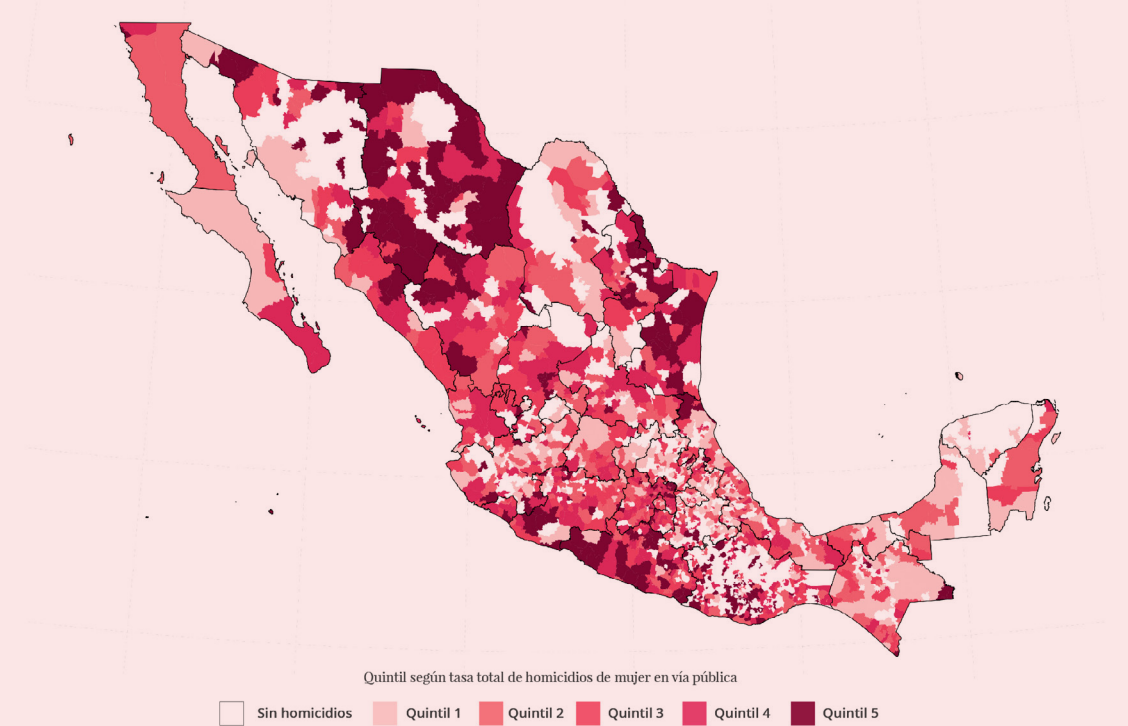 Quintil según tasa total de homicidios de mujer en vía pública
Sin homicidios Quintil 1 Quintil 2 Quintil 3 Quintil 4 Quintil 5